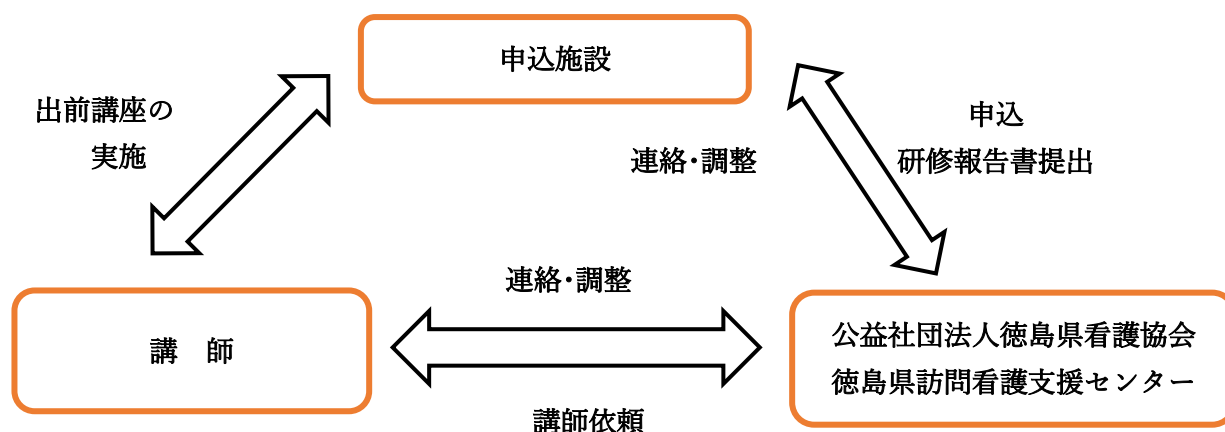 申込施設
出前講座の
実施
連絡・調整
申込
研修報告書提出
連絡・調整
講　師
公益社団法人徳島県看護協会
徳島県訪問看護支援センター
講師依頼